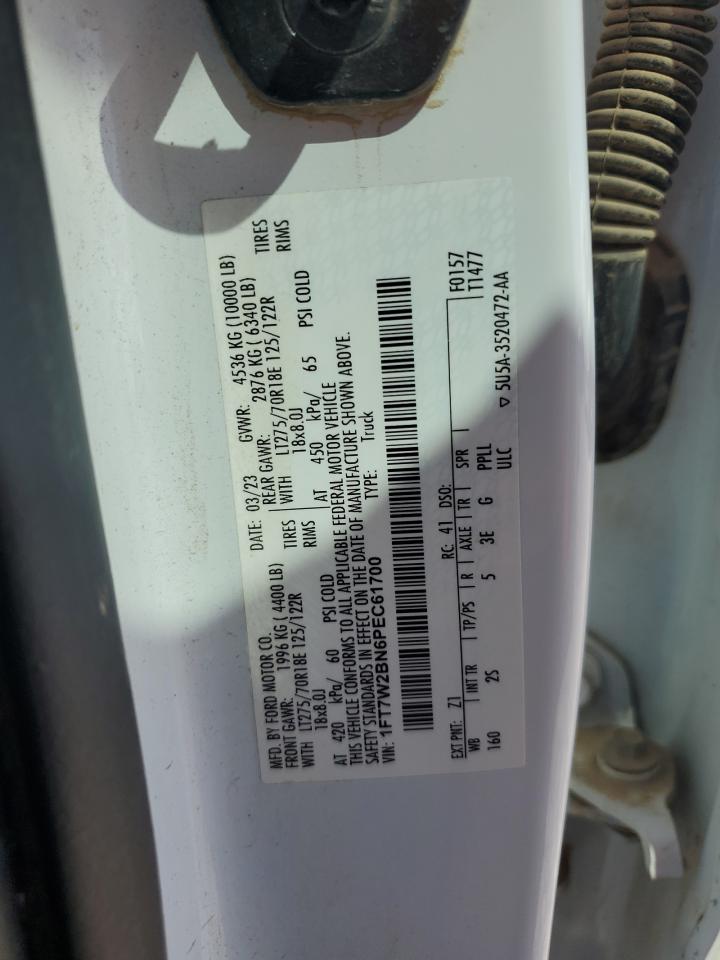 MFD. BY FORD MOTOR CO.
DATE: 03/23 GVWR: 4536 KG (10000 LB)
FRONT GAWR: 1996 KG ( 4400 LB) REAR GAWR: 2876 KG ( 6340 LB)
WITH LT275/70R18E 125/122R TIRES WITH LT275/70R18E 125/122R TIRES
18x8.0J RIMS 18x8.0J RIMS
AT 420 kPa/ 60 PSI COLD AT 450 kPa/ 65 PSI COLD
THIS VEHICLE CONFORMS TO ALL APPLICABLE FEDERAL MOTOR VEHICLE
SAFETY STANDARDS IN EFFECT ON THE DATE OF MANUFACTURE SHOWN ABOVE.
VIN: 1FT7W2BN6PEC61700 TYPE: Truck
F0157
EXT PNT: Z1 RC: 41 DSO: T1477
WB INT TR TP/PS R AXLE TR SPR
160 2S 5 3E G PPLL
ULC ▽ 5U5A-3520472-AA